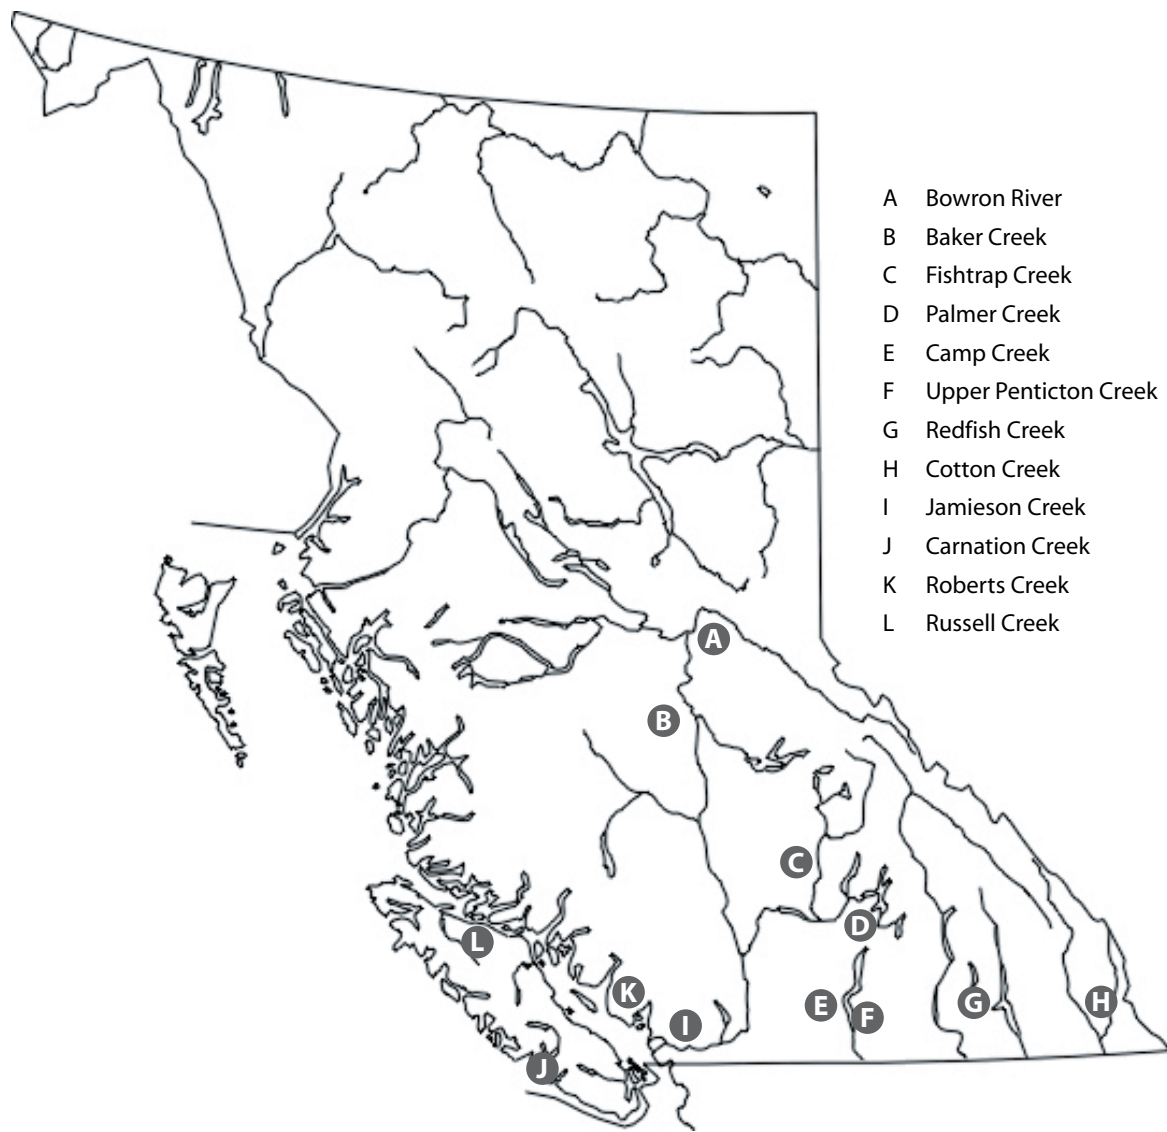 A Bowron River
B Baker Creek
C Fishtrap Creek
D Palmer Creek
E Camp Creek
F Upper Penticton Creek
G Redfish Creek
H Cotton Creek
I Jamieson Creek
J Carnation Creek
K Roberts Creek
L Russell Creek
A
B
C
D
L
K
E
F
G
H
I
J